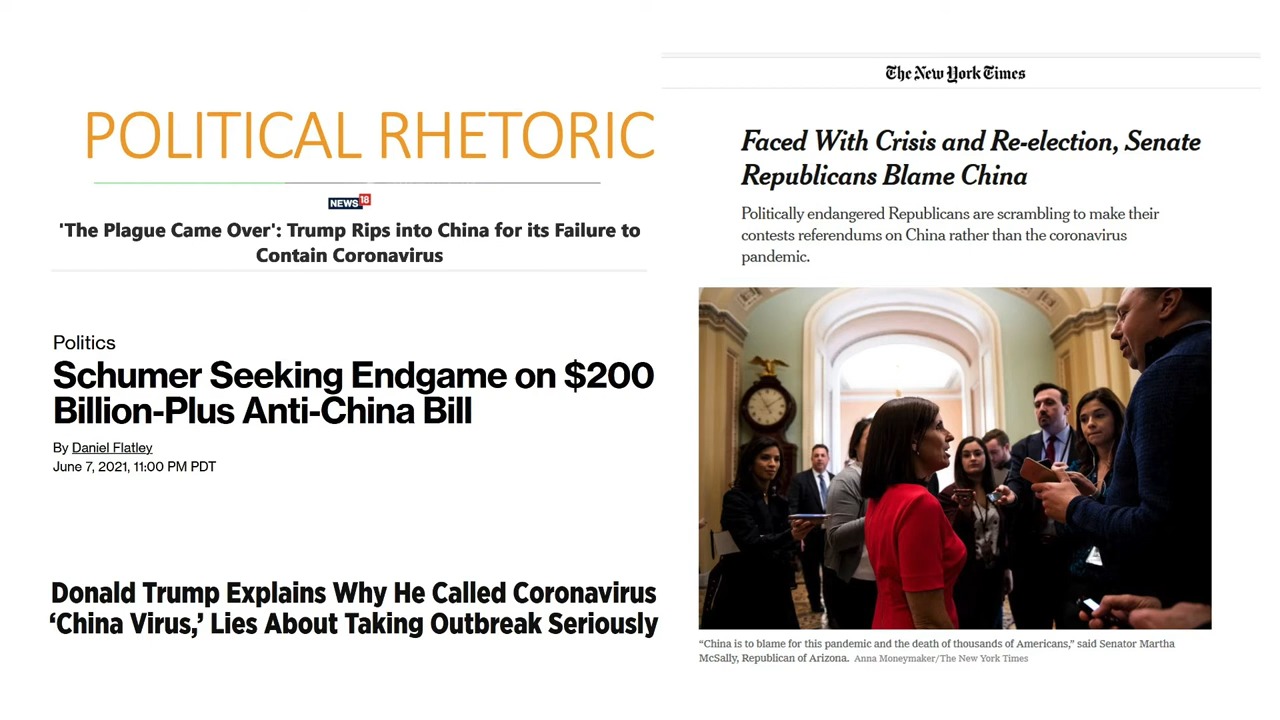 POLITICAL RHETORIC
NEWS18
'The Plague Came Over': Trump Rips into China for its Failure to
Contain Coronavirus
Politics
Schumer Seeking Endgame on $200
Billion-Plus Anti-China Bill
By Daniel Flatley
June 7, 2021, 11:00 PM PDT
Donald Trump Explains Why He Called Coronavirus
‘China Virus,’ Lies About Taking Outbreak Seriously
The New York Times
Faced With Crisis and Re-election, Senate
Republicans Blame China
Politically endangered Republicans are scrambling to make their
contests referendums on China rather than the coronavirus
pandemic.
“China is to blame for this pandemic and the death of thousands of Americans,” said Senator Martha
McSally, Republican of Arizona. Anna Moneymaker/The New York Times